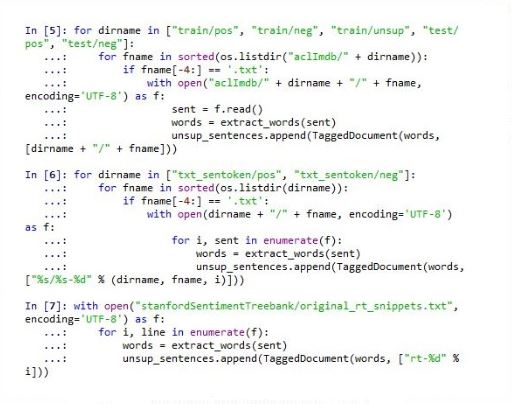 In [5]: for dirname in ["train/pos", "train/neg", "train/unsup", "test/
pos", "test/neg"]:
   ...:     for fname in sorted(os.listdir("aclImdb/" + dirname)):
   ...:         if fname[-4:] == '.txt':
   ...:             with open("aclImdb/" + dirname + "/" + fname,
encoding='UTF-8') as f:
   ...:                 sent = f.read()
   ...:                 words = extract_words(sent)
   ...:                 unsup_sentences.append(TaggedDocument(words,
[dirname + "/" + fname]))
In [6]: for dirname in ["txt_sentoken/pos", "txt_sentoken/neg"]:
   ...:     for fname in sorted(os.listdir(dirname)):
   ...:         if fname[-4:] == '.txt':
   ...:             with open(dirname + "/" + fname, encoding='UTF-8')
as f:
   ...:                 for i, sent in enumerate(f):
   ...:                     words = extract_words(sent)
   ...:                     unsup_sentences.append(TaggedDocument(words,
["%s/%s-%d" % (dirname, fname, i)]))
In [7]: with open("stanfordSentimentTreebank/original_rt_snippets.txt",
encoding='UTF-8') as f:
   ...:     for i, line in enumerate(f):
   ...:         words = extract_words(sent)
   ...:         unsup_sentences.append(TaggedDocument(words, ["rt-%d" %
i]))